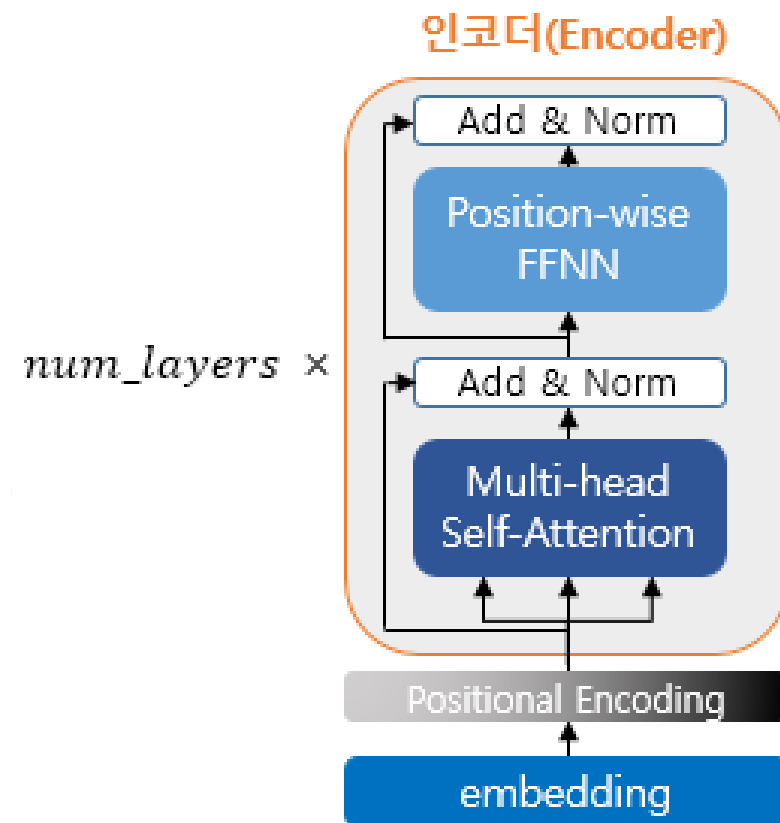 인코더(Encoder)
Add & Norm
Position-wise
FFNN
num_layers ×
Add & Norm
Multi-head
Self-Attention
Positional Encoding
embedding